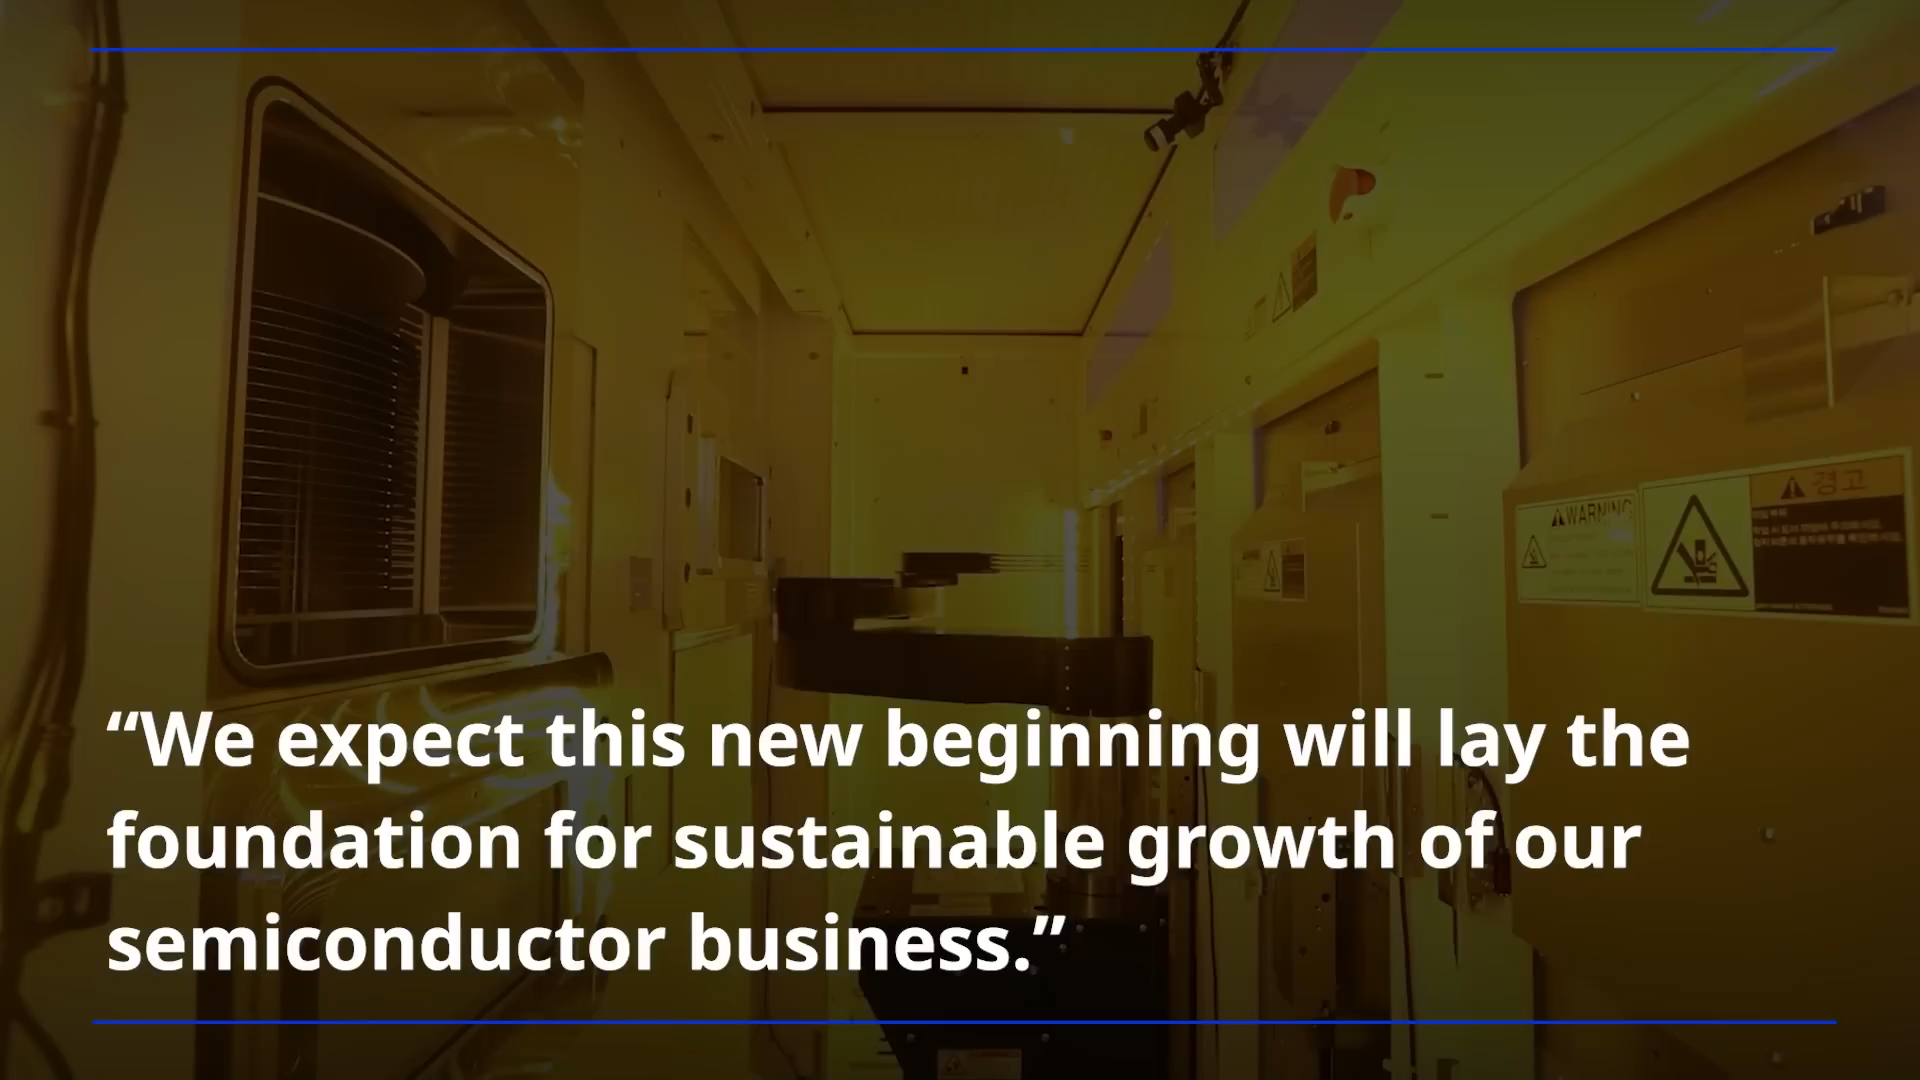 경고
WARNING
“We expect this new beginning will lay the
foundation for sustainable growth of our
semiconductor business.”